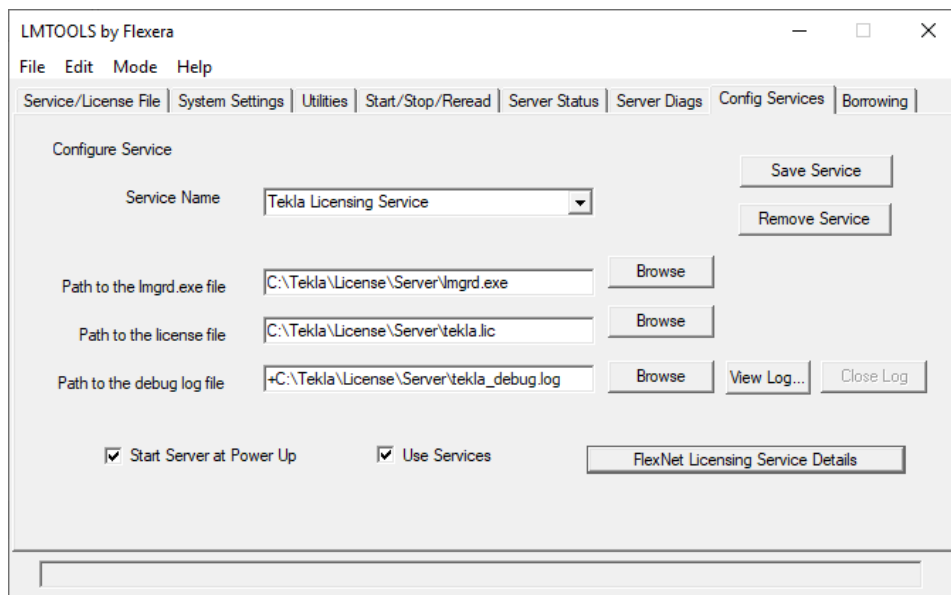 LMTOOLS by Flexera
File Edit Mode Help
Service/License File System Settings Utilities Start/Stop/Reread Server Status Server Diags Config Services Borrowing
Configure Service
Save Service
Service Name Tekla Licensing Service
Remove Service
Path to the lmgrd.exe file C:\Tekla\License\Server\lmgrd.exe Browse
Path to the license file C:\Tekla\License\Server\tekla.lic Browse
Path to the debug log file +C:\Tekla\License\Server\tekla_debug.log Browse View Log... Close Log
Start Server at Power Up Use Services FlexNet Licensing Service Details